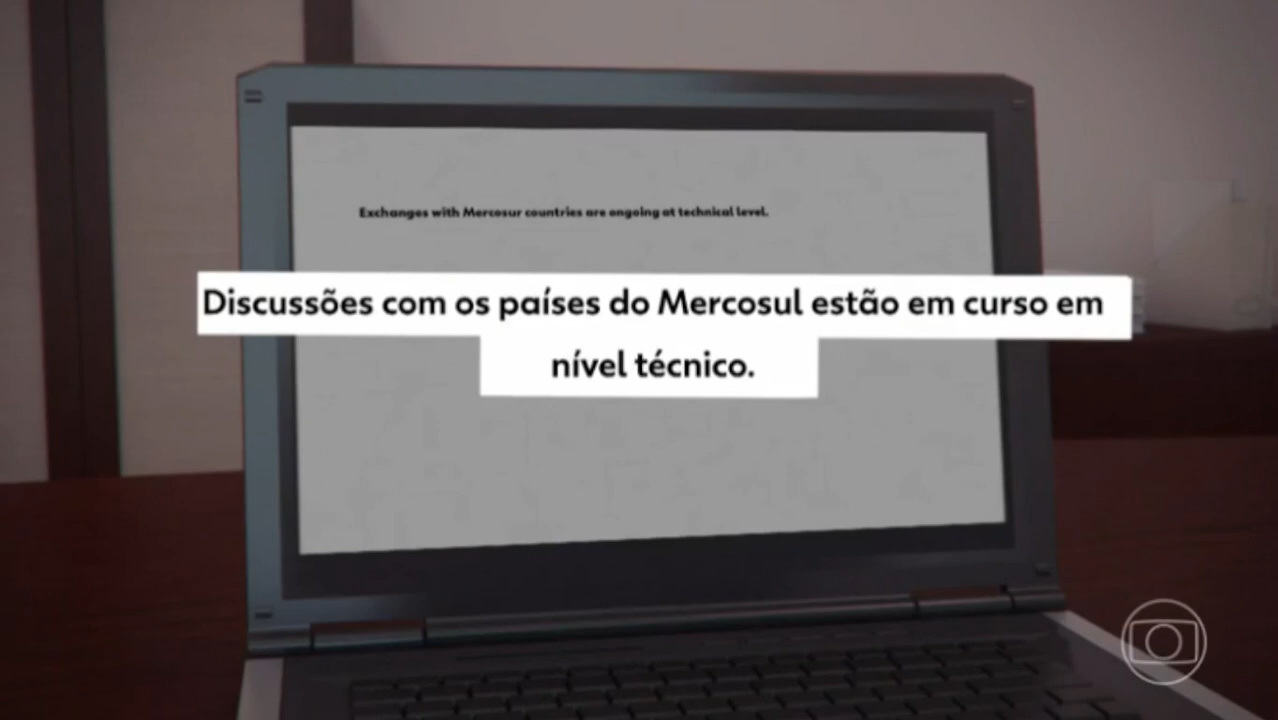 Exchanges with Mercosur countries are ongoing at technical level.
Discussões com os países do Mercosul estão em curso em
nível técnico.